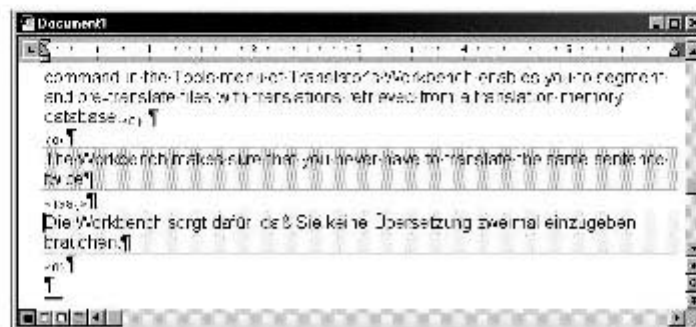 Document1
command in the Tools menu of Translator's Workbench enables you to segment
and pre-translate files with translations retrieved from a translation memory
database. ¶
¶
The Workbench makes sure that you never have to translate the same sentence
twice¶
¶
Die Workbench sorgt dafür, daß Sie keine Übersetzung zweimal einzugeben
brauchen.¶
¶
¶